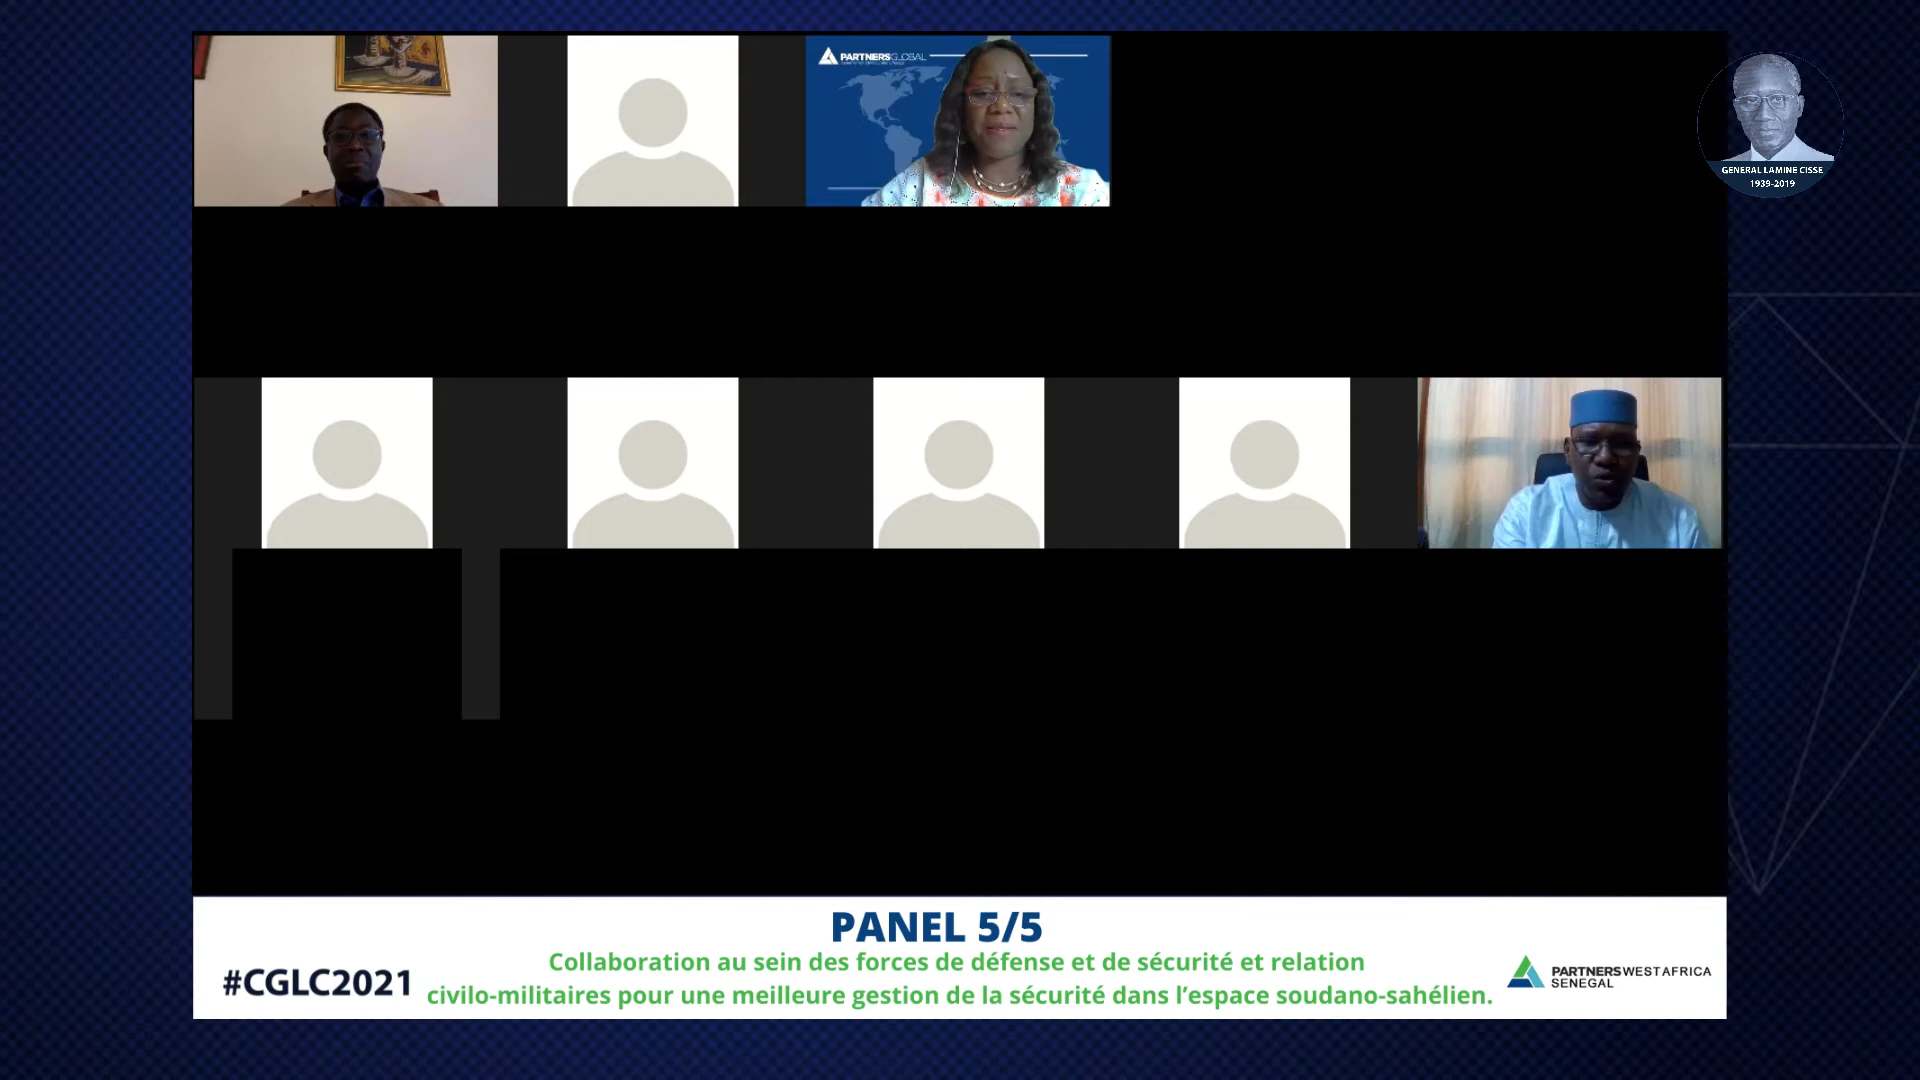 PARTNERSGLOBAL
GENERAL LAMINE CISSE
1939-2019
PANEL 5/5
Collaboration au sein des forces de défense et de sécurité et relation
civilo-militaires pour une meilleure gestion de la sécurité dans l’espace soudano-sahélien.
#CGLC2021
PARTNERSWESTAFRICA
SENEGAL